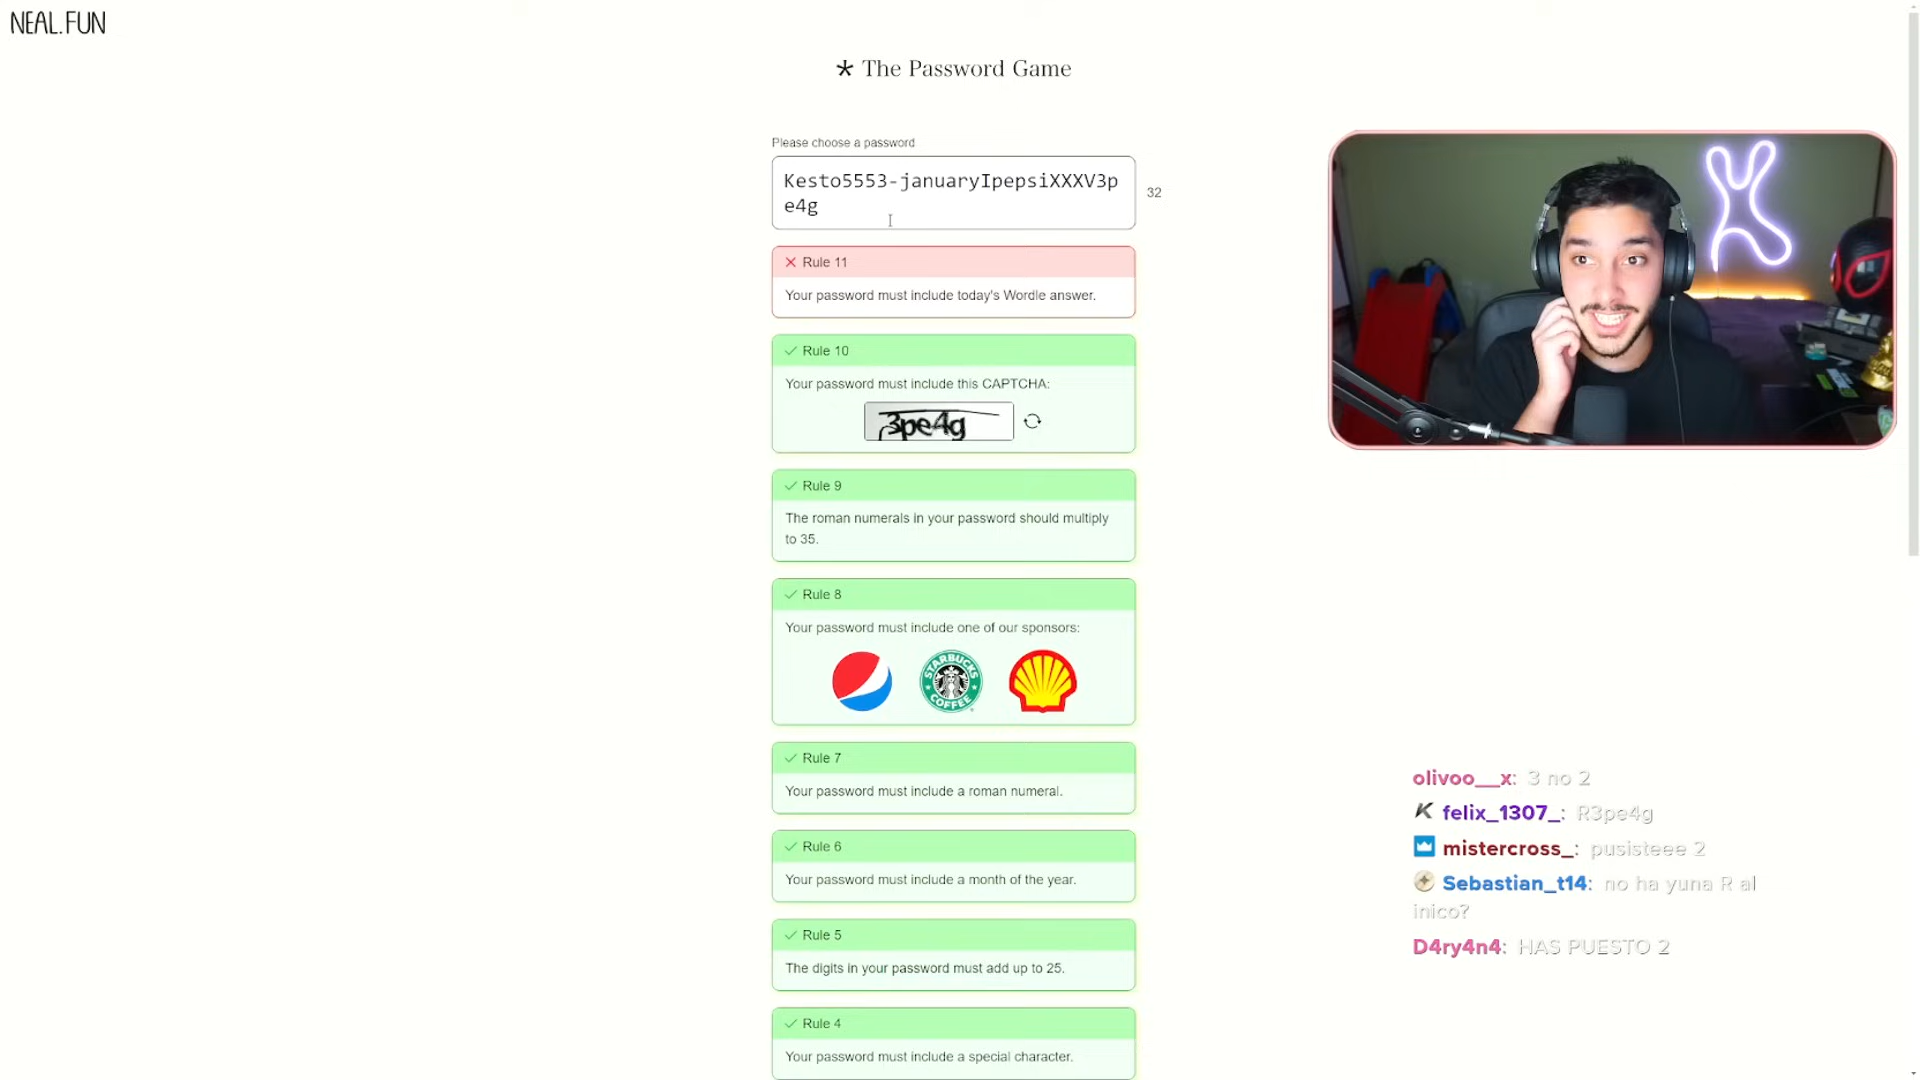 NEAL.FUN
* The Password Game
Please choose a password
Kesto5553-januaryIpepsiXXXV3p
e4g
32
Rule 11
Your password must include today's Wordle answer.
Rule 10
Your password must include this CAPTCHA:
3pe4g
Rule 9
The roman numerals in your password should multiply
to 35.
Rule 8
Your password must include one of our sponsors:
STARBUCKS
COFFEE
Rule 7
Your password must include a roman numeral.
Rule 6
Your password must include a month of the year.
Rule 5
The digits in your password must add up to 25.
Rule 4
Your password must include a special character.
olivoo__x: 3 no 2
felix_1307_: R3pe4g
mistercross_: pusisteee 2
Sebastian_t14: no ha yuna R al
inico?
D4ry4n4: HAS PUESTO 2